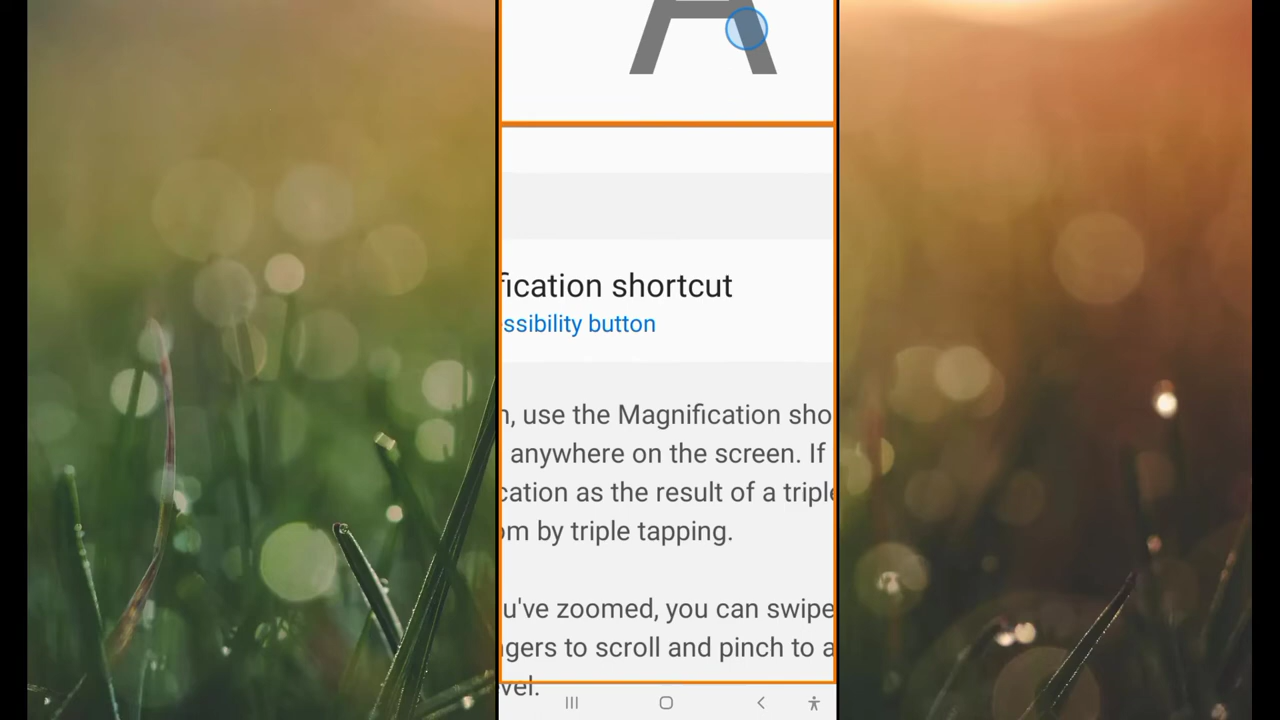 A
fication shortcut
ssibility button
n, use the Magnification sho
anywhere on the screen. If
cation as the result of a triple
om by triple tapping.
u've zoomed, you can swipe
gers to scroll and pinch to a
vel.